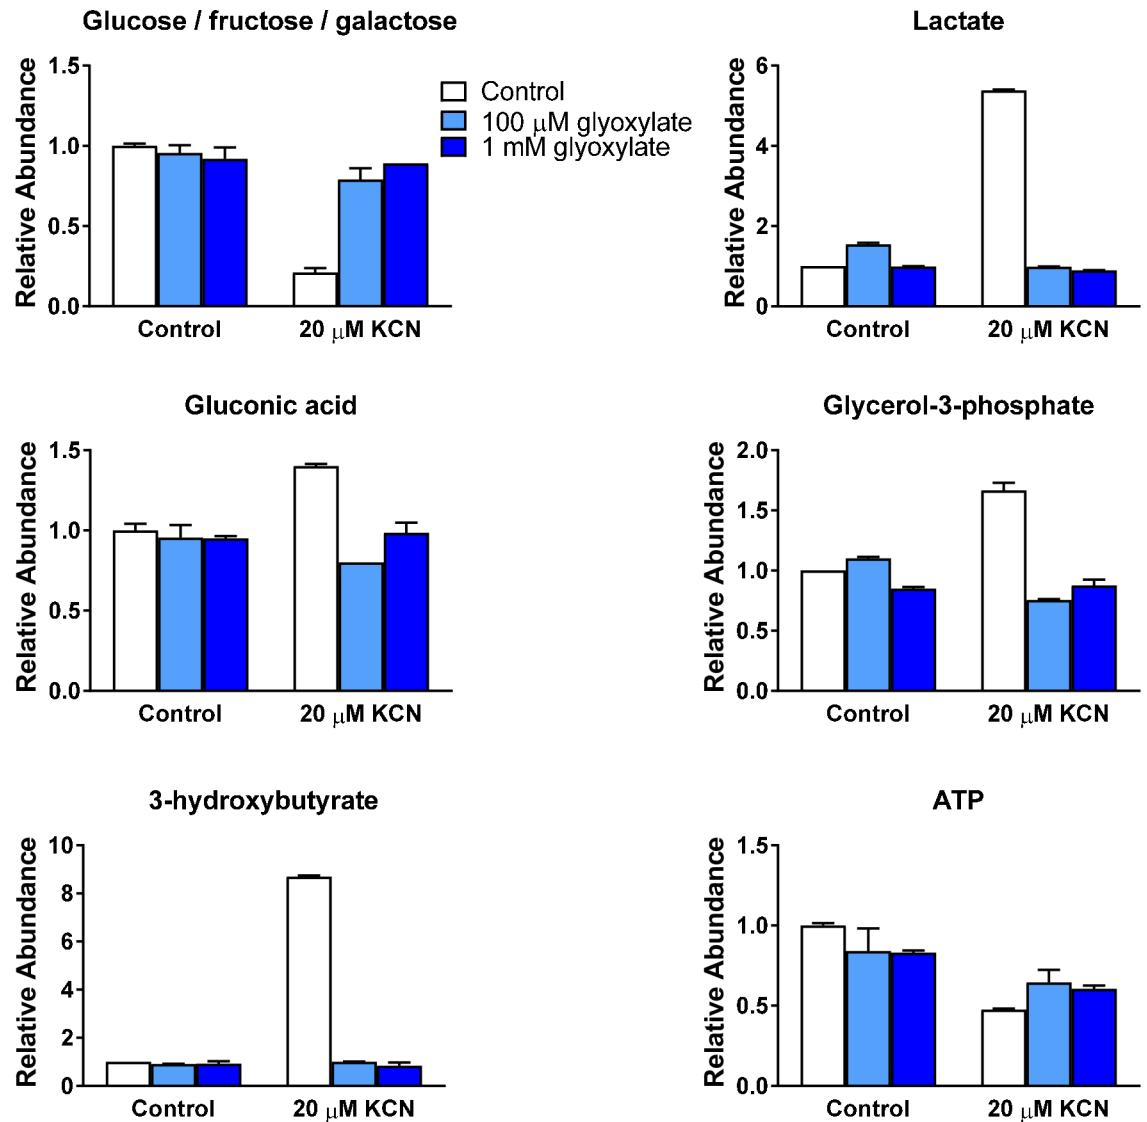 Glucose / fructose / galactose
Relative Abundance
1.5
1.0
0.5
0.0
Control
20 μM KCN
Control
100 μM glyoxylate
1 mM glyoxylate
Lactate
Relative Abundance
6
4
2
0
Control
20 μM KCN
Gluconic acid
Relative Abundance
1.5
1.0
0.5
0.0
Control
20 μM KCN
Glycerol-3-phosphate
Relative Abundance
2.0
1.5
1.0
0.5
0.0
Control
20 μM KCN
3-hydroxybutyrate
Relative Abundance
10
8
6
4
2
0
Control
20 μM KCN
ATP
Relative Abundance
1.5
1.0
0.5
0.0
Control
20 μM KCN